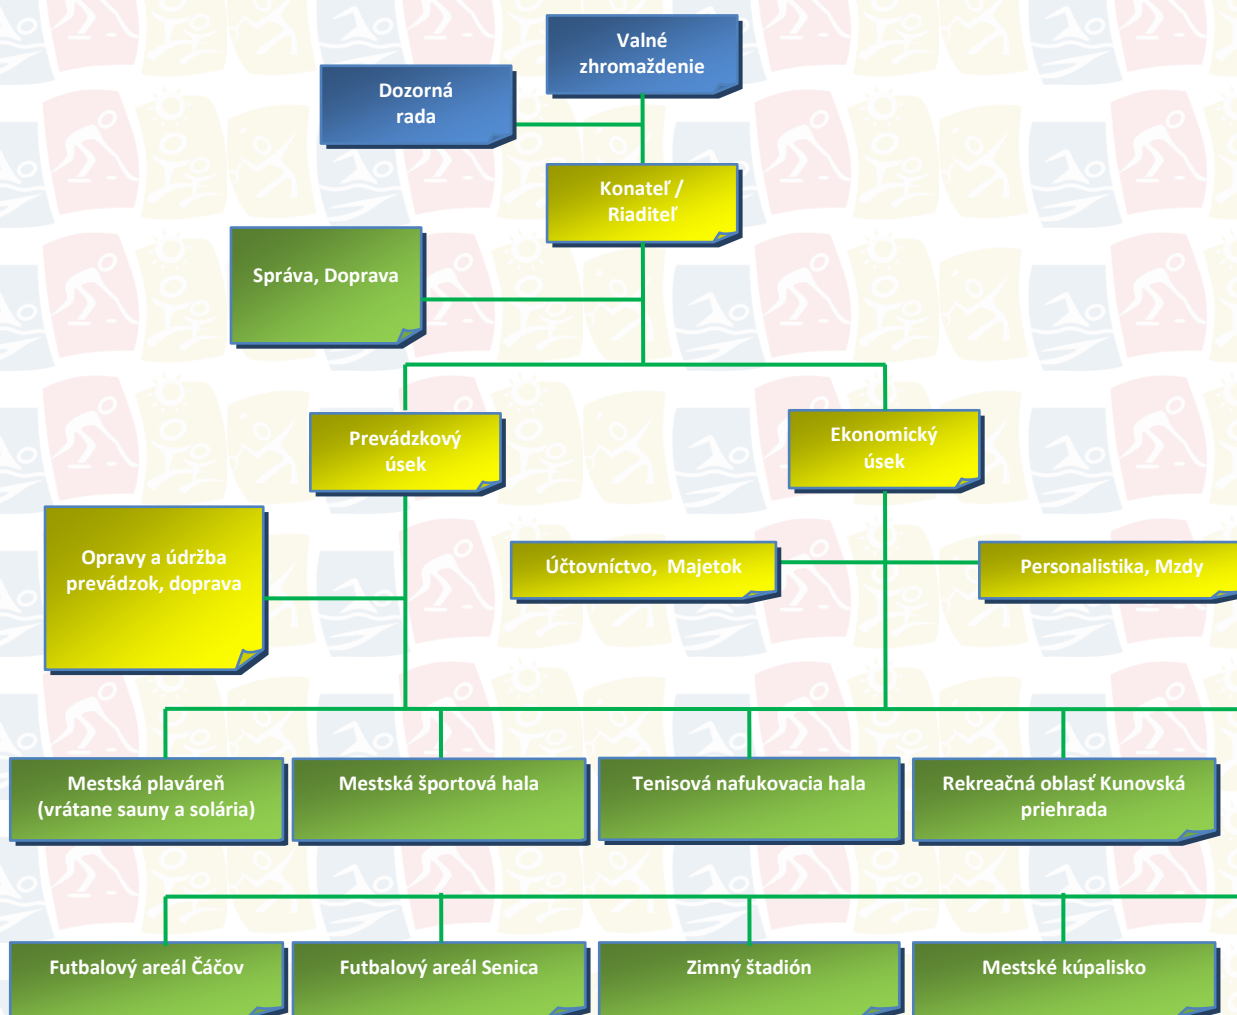 Valné
zhromaždenie
Dozorná
rada
Konateľ /
Riaditeľ
Správa, Doprava
Prevádzkový
úsek
Ekonomický
úsek
Opravy a údržba
prevádzok, doprava
Účtovníctvo, Majetok
Personalistika, Mzdy
Mestská plaváreň
(vrátane sauny a solária)
Mestská športová hala
Tenisová nafukovacia hala
Rekreačná oblasť Kunovská
priehrada
Futbalový areál Čáčov
Futbalový areál Senica
Zimný štadión
Mestské kúpalisko